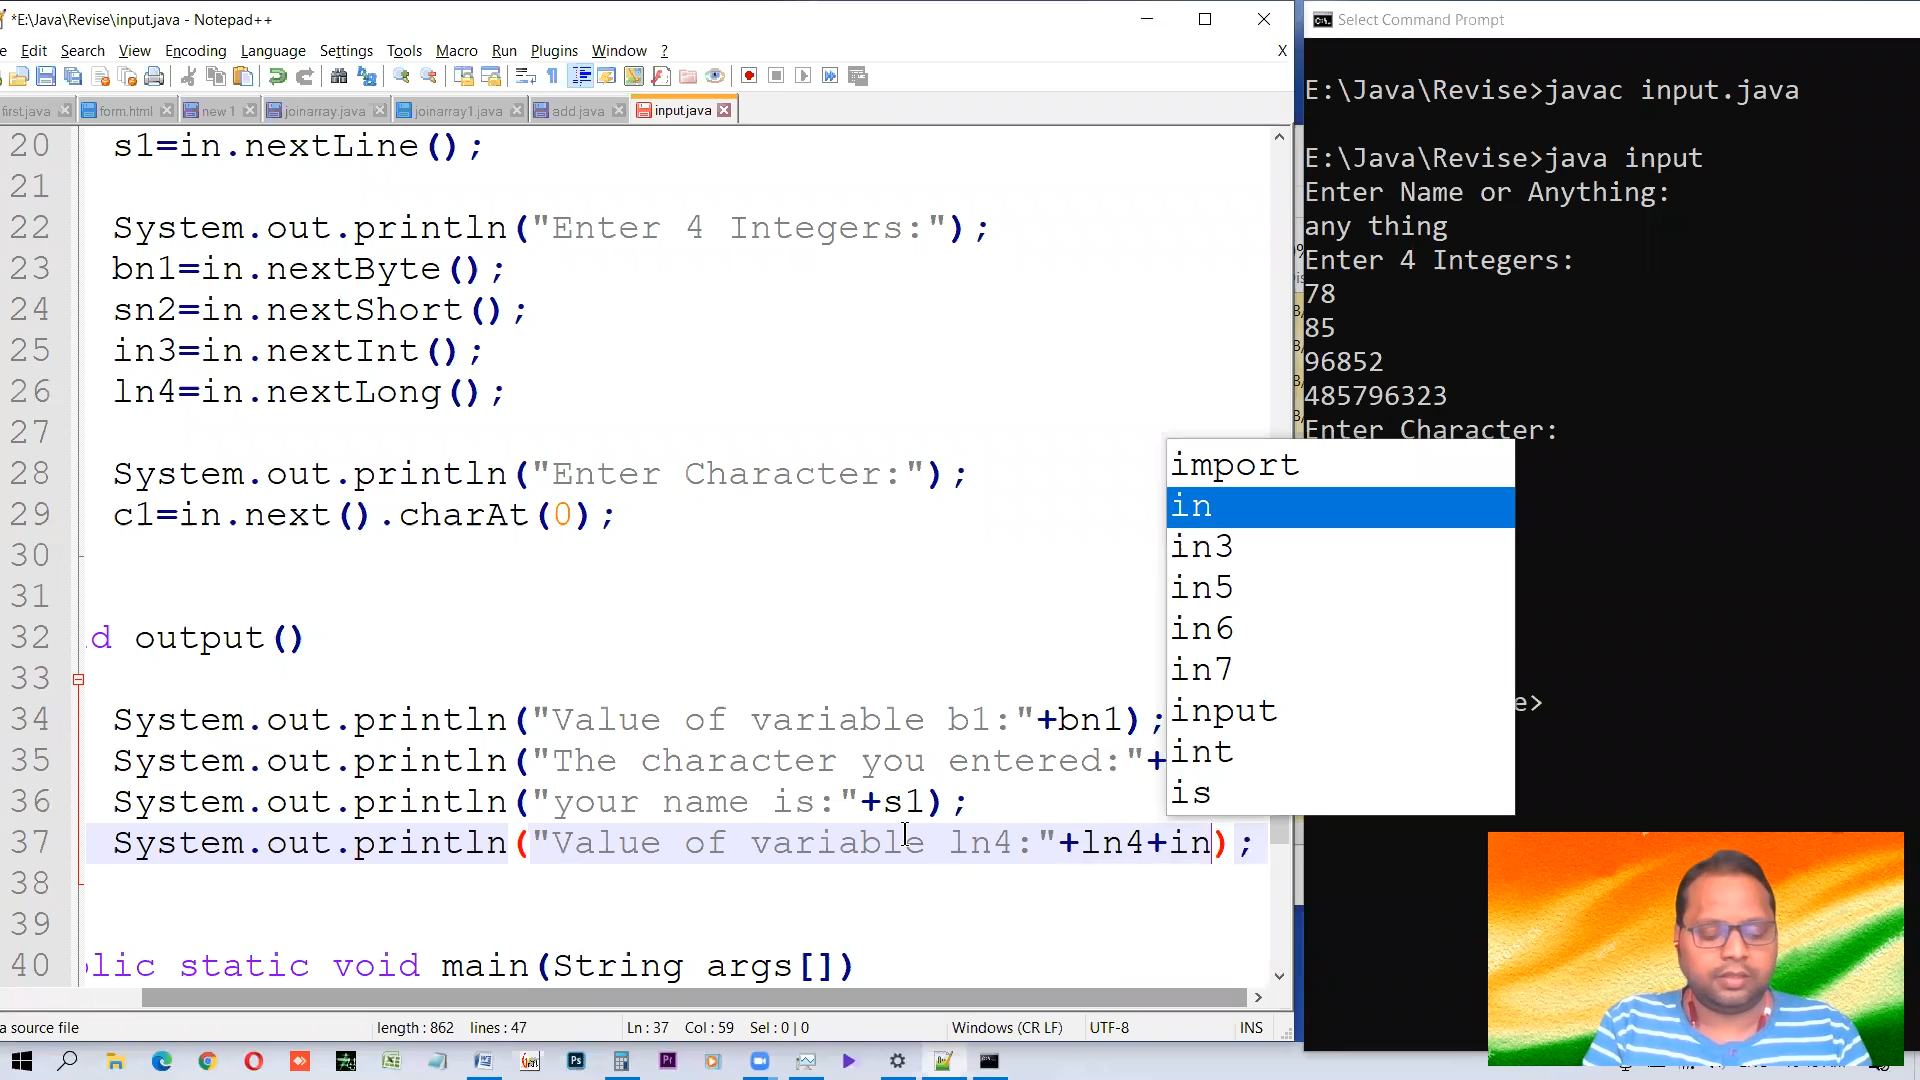 *E:\Java\Revise\input.java - Notepad++
e Edit Search View Encoding Language Settings Tools Macro Run Plugins Window ? X
first.java form.html new 1 joinarray.java joinarray1.java add.java input.java
20 s1=in.nextLine();
21
22 System.out.println("Enter 4 Integers:");
23 bn1=in.nextByte();
24 sn2=in.nextShort();
25 in3=in.nextInt();
26 ln4=in.nextLong();
27
28 System.out.println("Enter Character:");
29 c1=in.next().charAt(0);
30
31
32 d output()
33
34 System.out.println("Value of variable b1:"+bn1);
35 System.out.println("The character you entered:"+
36 System.out.println("your name is:"+s1);
37 System.out.println("Value of variable ln4:"+ln4+in);
38
39
40 lic static void main(String args[])
import
in
in3
in5
in6
in7
input
int
is
a source file length : 862 lines : 47 Ln : 37 Col : 59 Sel : 0 | 0 Windows (CR LF) UTF-8 INS
Select Command Prompt
E:\Java\Revise>javac input.java
E:\Java\Revise>java input
Enter Name or Anything:
any thing
Enter 4 Integers:
78
85
96852
485796323
Enter Character:
e>